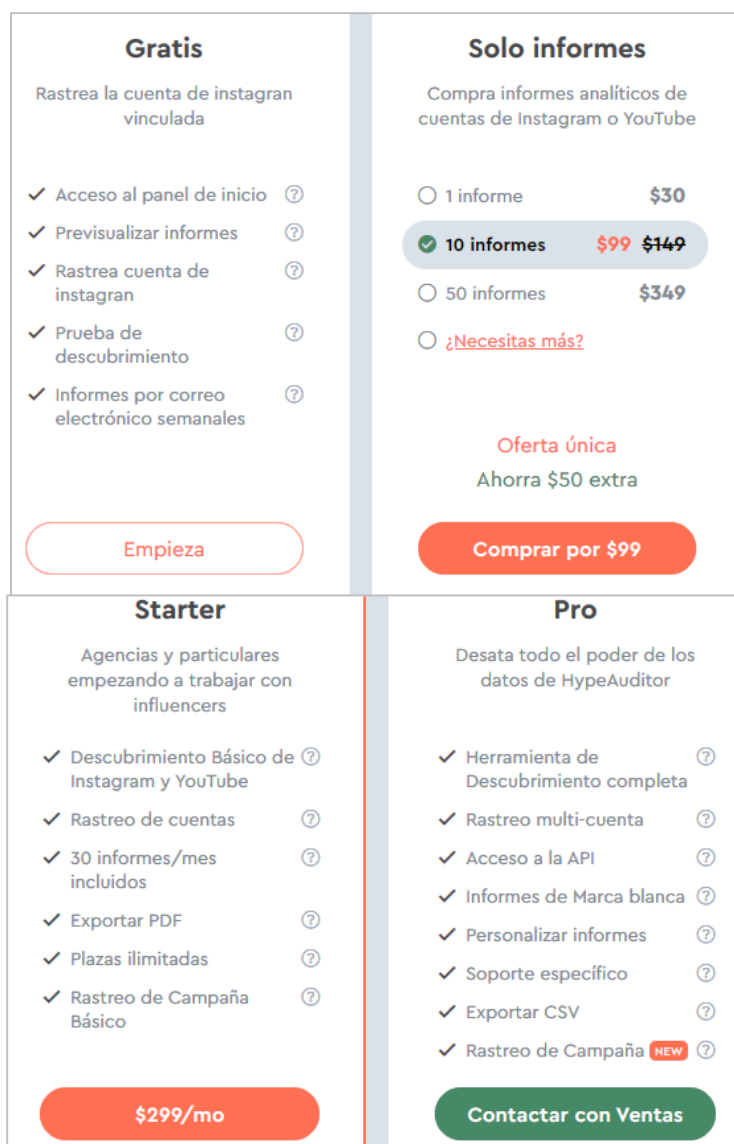 Gratis
Rastrea la cuenta de instagran
vinculada
Acceso al panel de inicio
Previsualizar informes
Rastrea cuenta de
instagran
Prueba de
descubrimiento
Informes por correo
electrónico semanales
Empieza
Solo informes
Compra informes analíticos de
cuentas de Instagram o YouTube
1 informe $30
10 informes $99 $149
50 informes $349
¿Necesitas más?
Oferta única
Ahorra $50 extra
Comprar por $99
Starter
Agencias y particulares
empezando a trabajar con
influencers
Descubrimiento Básico de
Instagram y YouTube
Rastreo de cuentas
30 informes/mes
incluidos
Exportar PDF
Plazas ilimitadas
Rastreo de Campaña
Básico
$299/mo
Pro
Desata todo el poder de los
datos de HypeAuditor
Herramienta de
Descubrimiento completa
Rastreo multi-cuenta
Acceso a la API
Informes de Marca blanca
Personalizar informes
Soporte específico
Exportar CSV
Rastreo de Campaña NEW
Contactar con Ventas